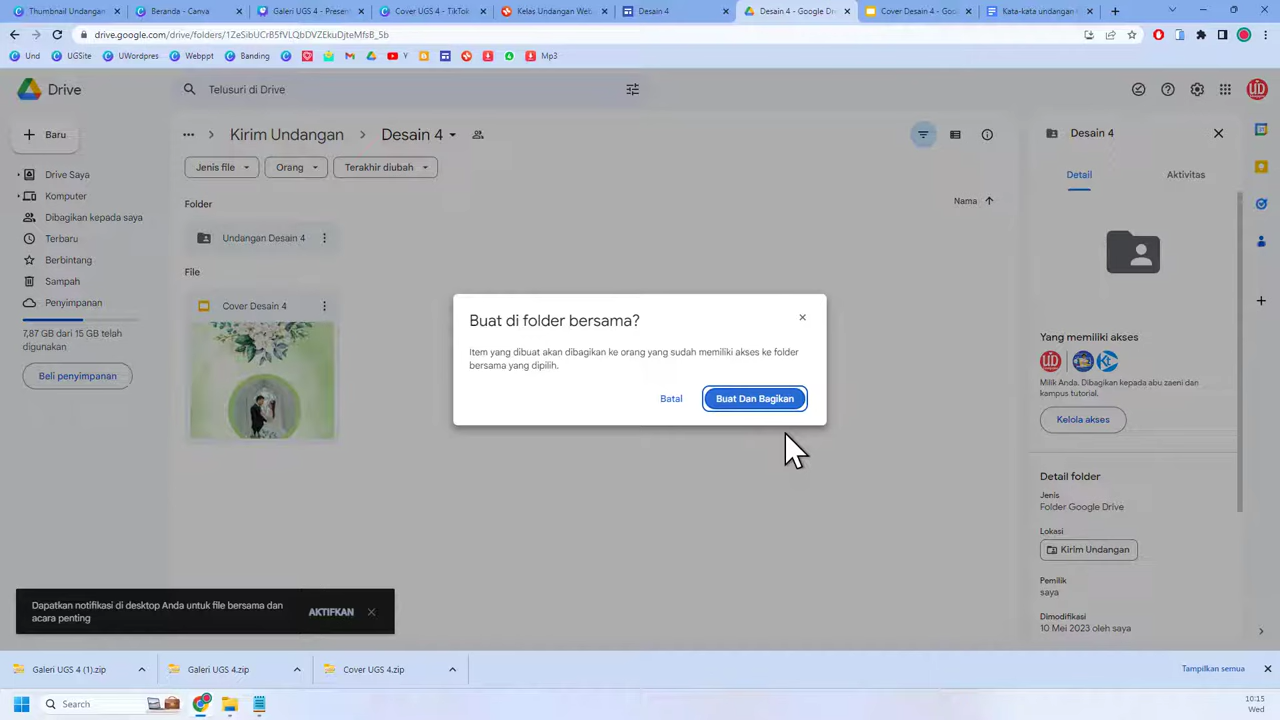 Thumbnail Undangan
Beranda - Canva
Galeri UGS 4 - Present
Cover UGS 4 - TikTok
Kelas Undangan Web
Desain 4
Desain 4 - Google Dr
Cover Desain 4 - Goo
Kata-kata undangan
drive.google.com/drive/folders/1ZeSibUCrB5fVLQbDVZEkuDjteMfsB_5b
Und
UGSite
UWordpres
Webppt
Banding
Y
Mp3
Drive
Telusuri di Drive
UD
Baru
... > Kirim Undangan > Desain 4
Desain 4
Jenis file
Orang
Terakhir diubah
Detail
Aktivitas
Drive Saya
Komputer
Dibagikan kepada saya
Terbaru
Berbintang
Sampah
Penyimpanan
7,87 GB dari 15 GB telah
digunakan
Beli penyimpanan
Folder
Nama
Undangan Desain 4
File
Cover Desain 4
Buat di folder bersama?
Item yang dibuat akan dibagikan ke orang yang sudah memiliki akses ke folder
bersama yang dipilih.
Batal
Buat Dan Bagikan
Yang memiliki akses
UD
Milik Anda. Dibagikan kepada abu zaeni dan
kampus tutorial.
Kelola akses
Detail folder
Jenis
Folder Google Drive
Lokasi
Kirim Undangan
Pemilik
saya
Dimodifikasi
10 Mei 2023 oleh saya
Dapatkan notifikasi di desktop Anda untuk file bersama dan
acara penting
AKTIFKAN
Galeri UGS 4 (1).zip
Galeri UGS 4.zip
Cover UGS 4.zip
Tampilkan semua
Search
10:15
Wed